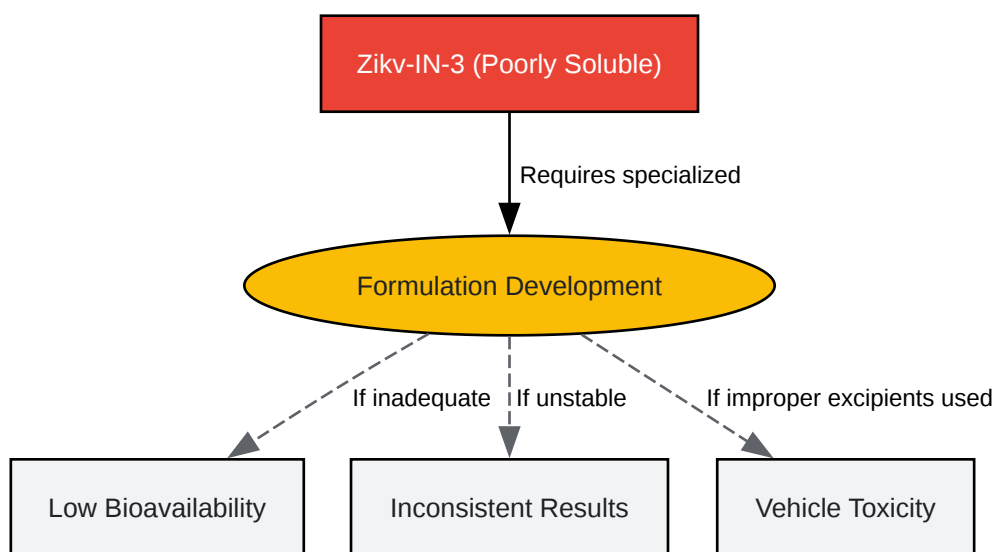 Zikv-IN-3 (Poorly Soluble)
Requires specialized
Formulation Development
If inadequate
If unstable
If improper excipients used
Low Bioavailability
Inconsistent Results
Vehicle Toxicity